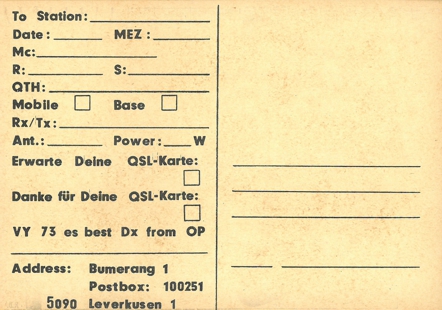 To Station:
Date: MEZ:
Mc:
R: S:
QTH:
Mobile Base
Rx/Tx:
Ant.: Power: W
Erwarte Deine QSL-Karte:
Danke für Deine QSL-Karte:
VY 73 es best Dx from OP
Address: Bumerang 1
Postbox: 100251
5090 Leverkusen 1